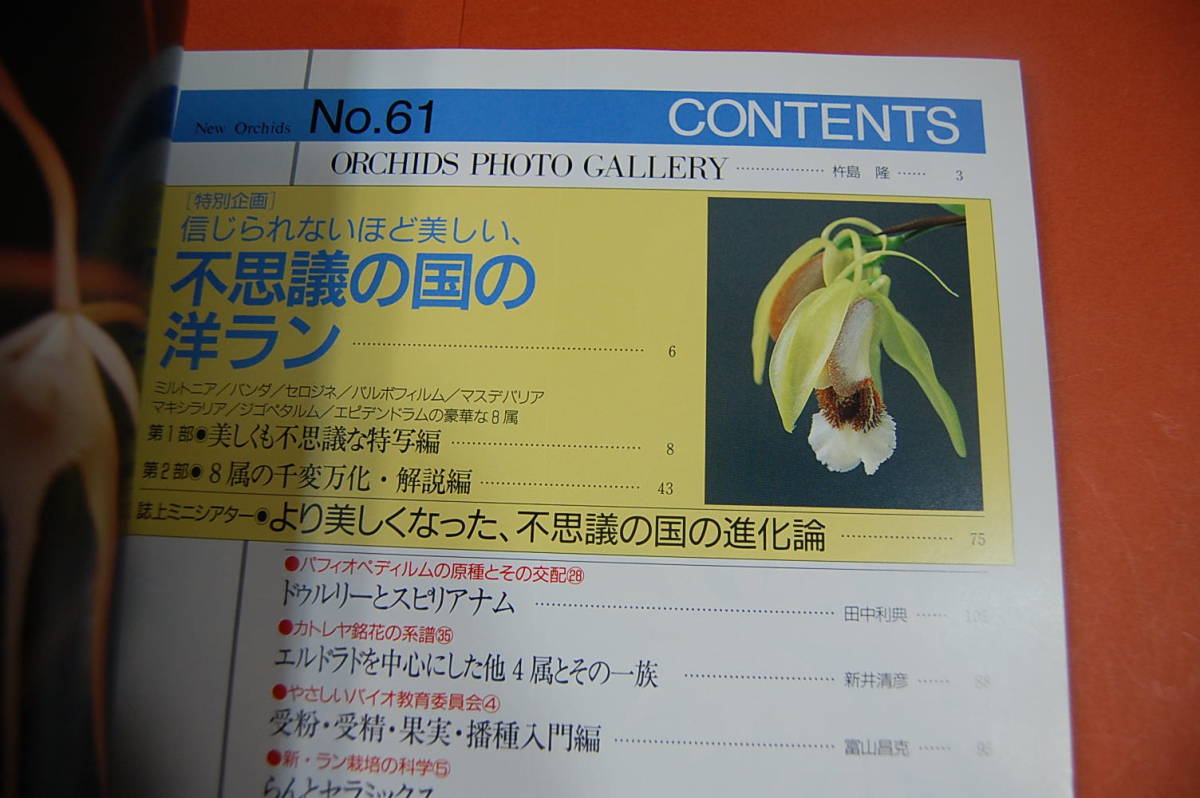 New Orchids No.61 CONTENTS
ORCHIDS PHOTO GALLERY 杵島 隆 3
[特別企画]
信じられないほど美しい、
不思議の国の
洋ラン 6
ミルトニア/バンダ/セロジネ/バルボフィルム/マスデバリア
マキシラリア/ジゴペタルム/エピデンドラムの豪華な8属
第1部●美しくも不思議な特写編 8
第2部●8属の千変万化・解説編 43
誌上ミニシアター●より美しくなった、不思議の国の進化論 75
●パフィオペディルムの原種とその交配㉘
ドゥルリーとスピリアナム 田中利典
●カトレヤ銘花の系譜㉟
エルドラドを中心にした他4属とその一族 新井清彦 88
●やさしいバイオ教育委員会④
受粉・受精・果実・播種入門編 富山昌克
●新・ラン栽培の科学⑤
らんとセラミックス